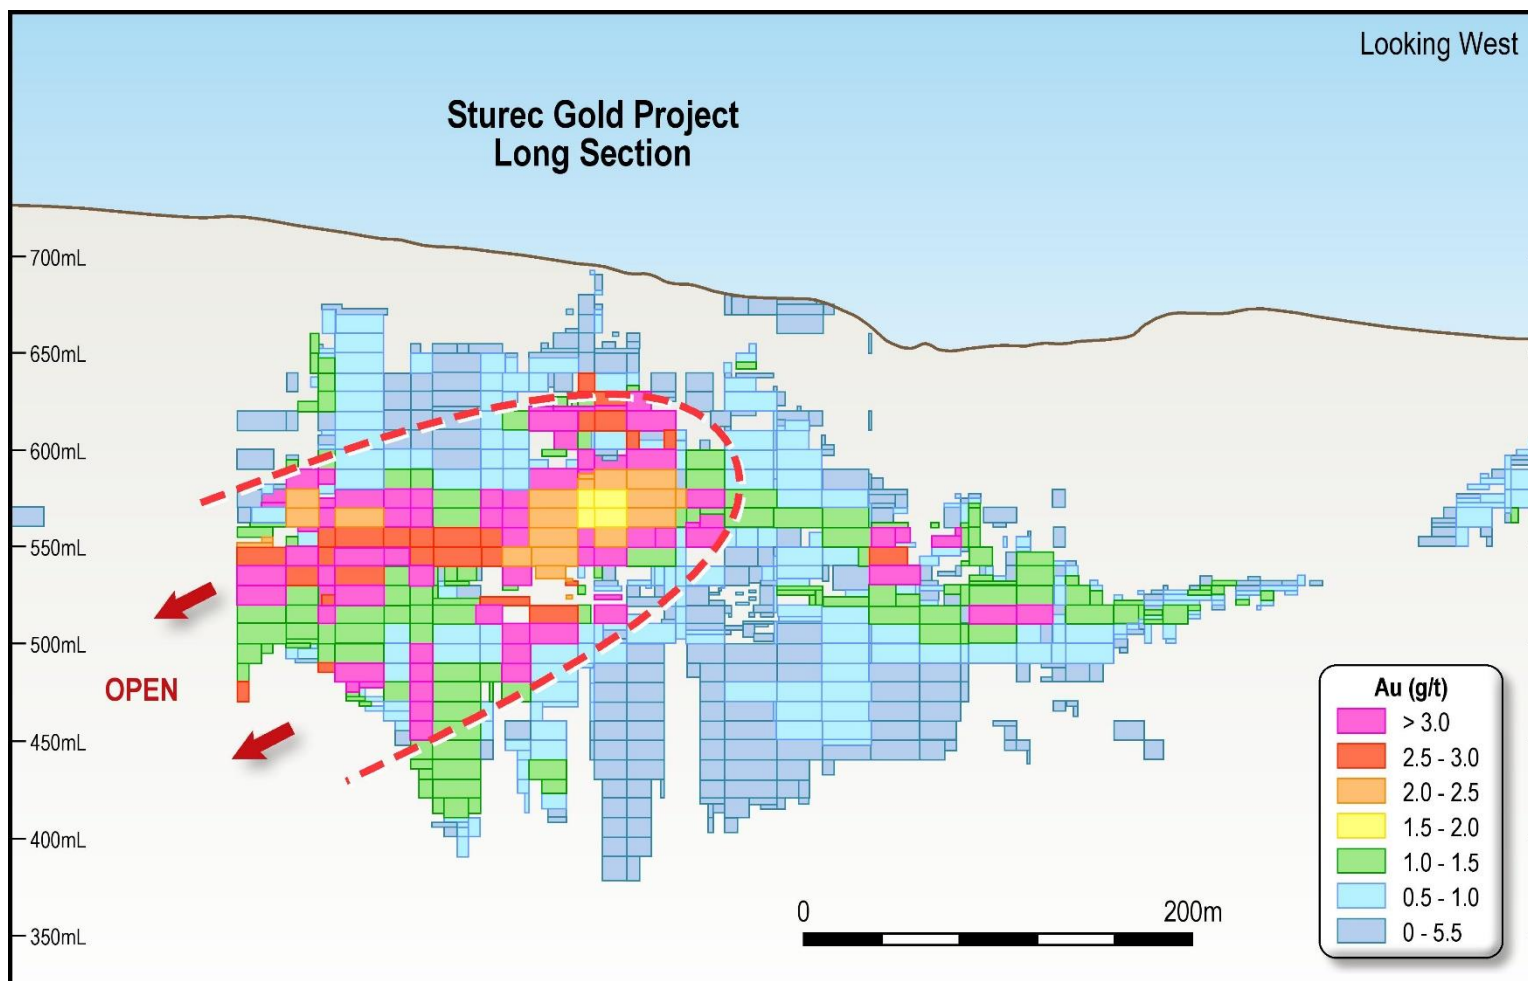 Looking West
Sturec Gold Project
Long Section
700mL
650mL
600mL
550mL
500mL
450mL
400mL
350mL
OPEN
0 200m
Au (g/t)
> 3.0
2.5 - 3.0
2.0 - 2.5
1.5 - 2.0
1.0 - 1.5
0.5 - 1.0
0 - 5.5